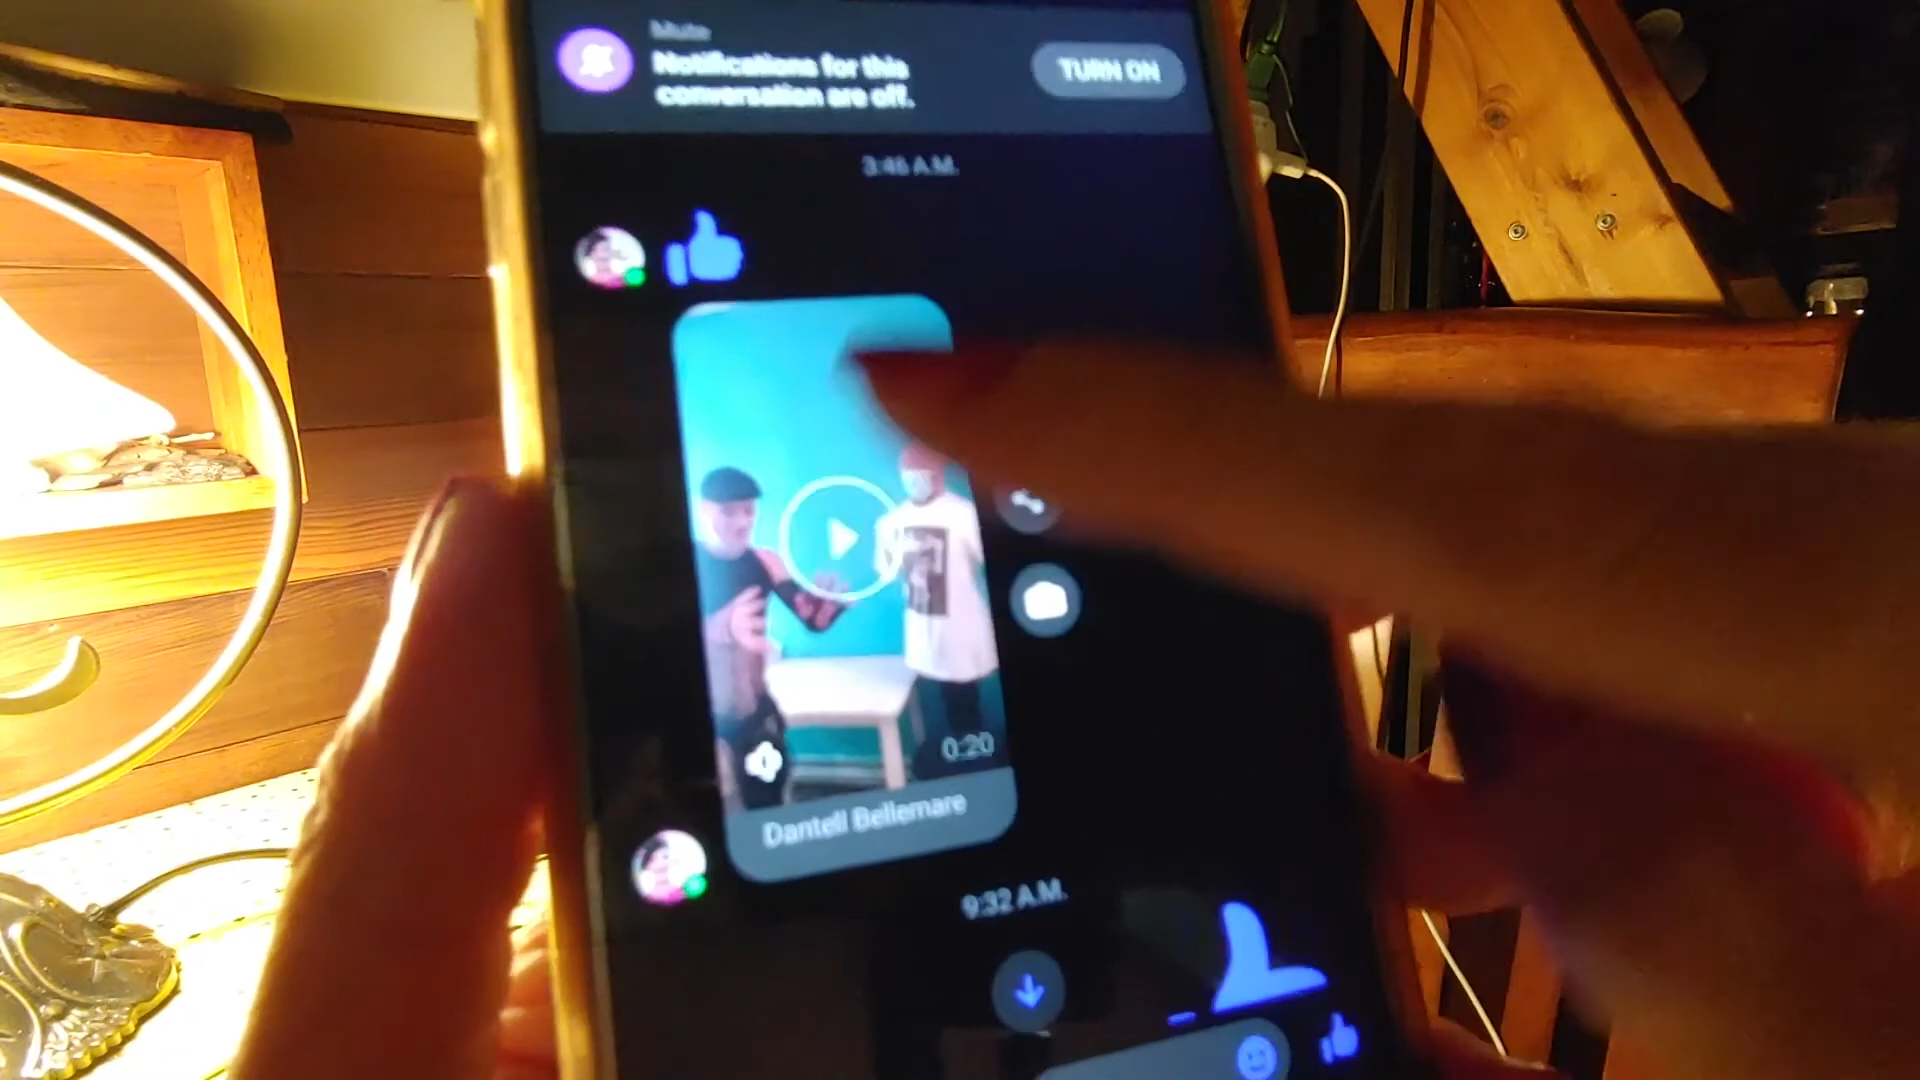 Mute
Notifications for this
conversation are off.
TURN ON
3:46 A.M.
0:20
Dantell Bellemare
9:32 A.M.